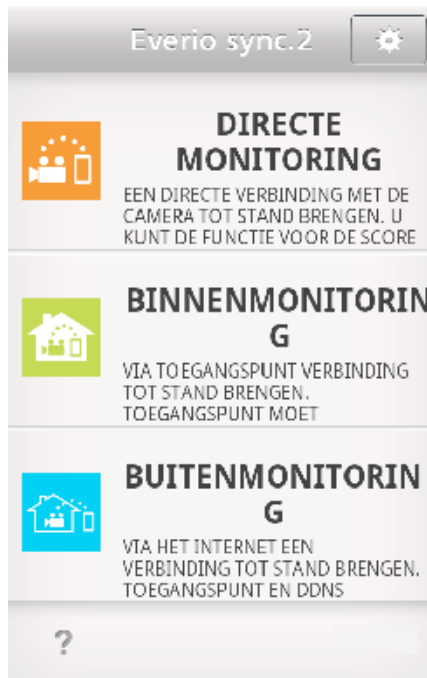 Everio sync.2
DIRECTE
MONITORING
EEN DIRECTE VERBINDING MET DE
CAMERA TOT STAND BRENGEN. U
KUNT DE FUNCTIE VOOR DE SCORE
BINNENMONITORIN
G
VIA TOEGANGSPUNT VERBINDING
TOT STAND BRENGEN.
TOEGANGSPUNT MOET
BUITENMONITORIN
G
VIA HET INTERNET EEN
VERBINDING TOT STAND BRENGEN.
TOEGANGSPUNT EN DDNS
?